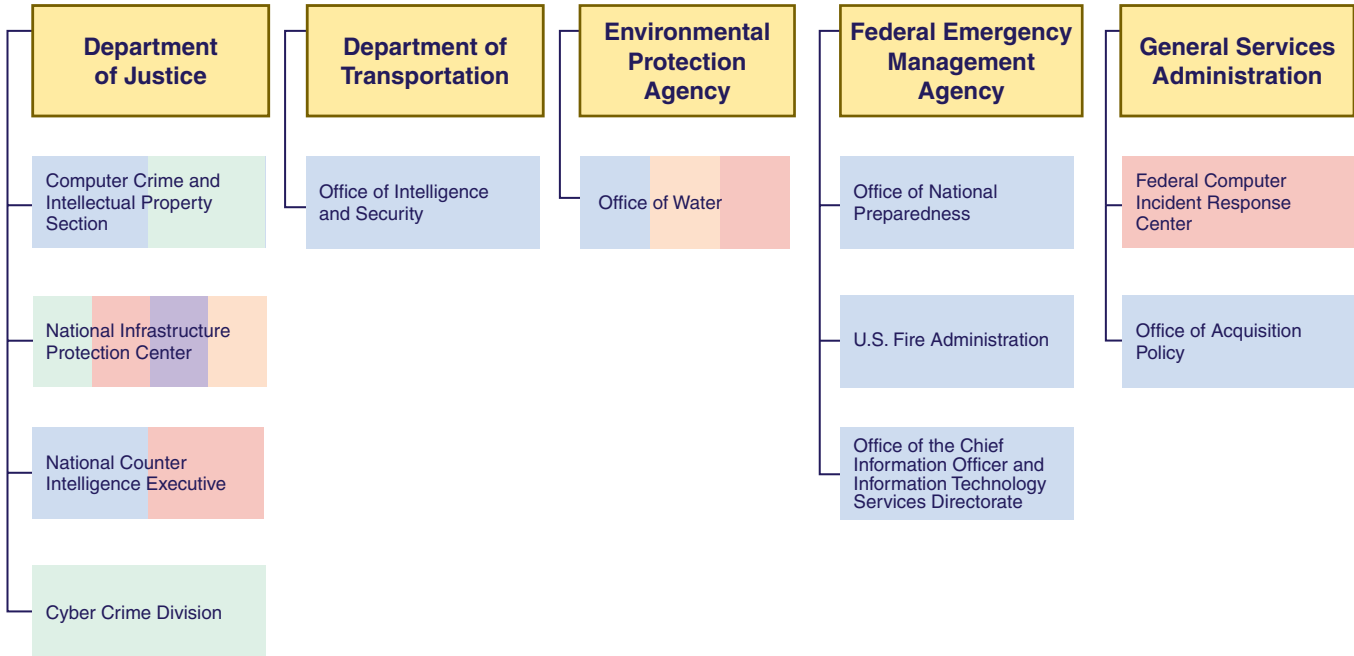 Department
of Justice
Computer Crime and
Intellectual Property
Section
National Infrastructure
Protection Center
National Counter
Intelligence Executive
Cyber Crime Division
Department of
Transportation
Office of Intelligence
and Security
Environmental
Protection
Agency
Office of Water
Federal Emergency
Management
Agency
Office of National
Preparedness
U.S. Fire Administration
Office of the Chief
Information Officer and
Information Technology
Services Directorate
General Services
Administration
Federal Computer
Incident Response
Center
Office of Acquisition
Policy